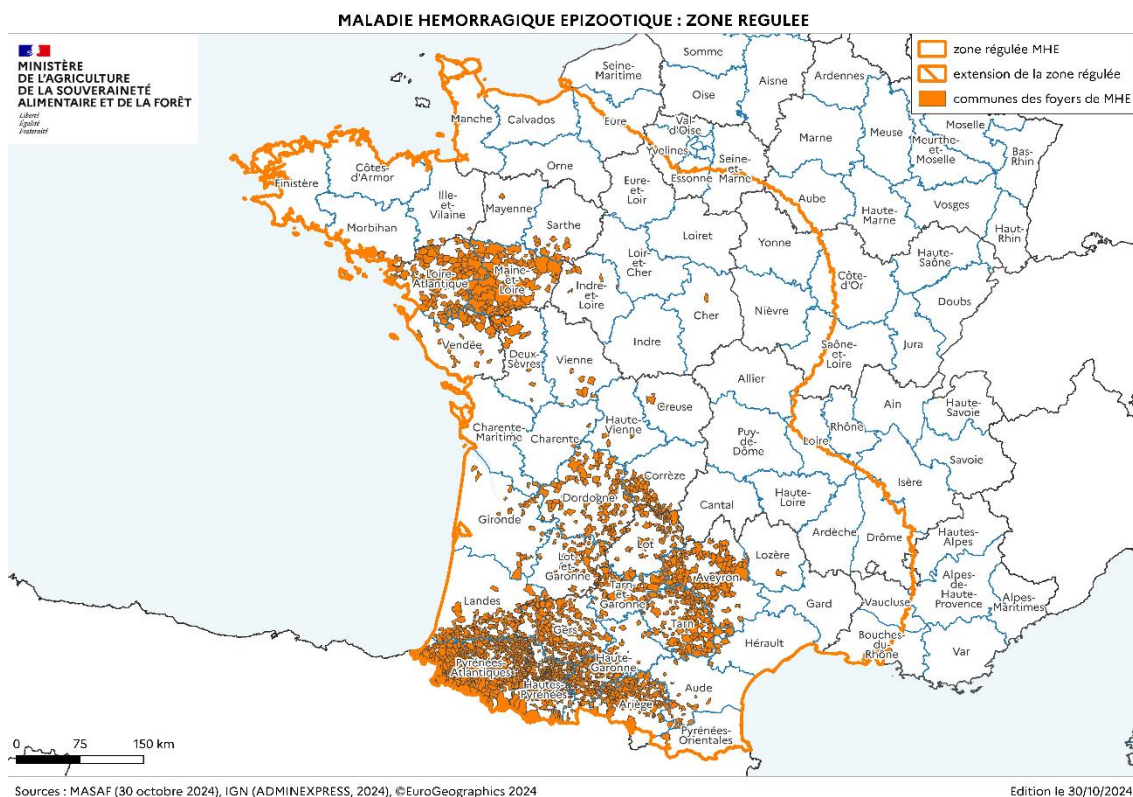 MALADIE HEMORRAGIQUE EPIZOOTIQUE : ZONE REGULEE
MINISTÈRE
DE L'AGRICULTURE
DE LA SOUVERAINETÉ
ALIMENTAIRE ET DE LA FORÊT
Liberté
Égalité
Fraternité
zone régulée MHE
extension de la zone régulée
communes des foyers de MHE
Somme
Seine-
Maritime
Aisne
Ardennes
Oise
Manche
Calvados
Eure
Val-
d'Oise
Marne
Meuse
Moselle
Meurthe-
et-
Moselle
Bas-
Rhin
Yvelines
Seine-
et-
Marne
Essonne
Orne
Finistère
Côtes-
d'Armor
Ille-
et-
Vilaine
Mayenne
Eure-
et-
Loir
Aube
Haute-
Marne
Vosges
Haut-
Rhin
Morbihan
Sarthe
Loiret
Yonne
Loir-
et-
Cher
Haute-
Saône
Loire-
Atlantique
Maine-
et-
Loire
Indre-
et-
Loire
Cher
Nièvre
Côte-
d'Or
Doubs
Vendée
Deux-
Sèvres
Vienne
Indre
Saône-
et-
Loire
Jura
Allier
Charente-
Maritime
Charente
Haute-
Vienne
Creuse
Puy-
de-
Dôme
Loire
Rhône
Ain
Haute-
Savoie
Savoie
Corrèze
Isère
Dordogne
Gironde
Cantal
Haute-
Loire
Ardèche
Drôme
Hautes-
Alpes
Lot
Lot-
et-
Garonne
Aveyron
Lozère
Tarn-
et-
Garonne
Landes
Gers
Tarn
Gard
Vaucluse
Alpes-
de-
Haute-
Provence
Alpes-
Maritimes
Hérault
Bouches-
du-
Rhône
Var
Pyrénées-
Atlantiques
Hautes-
Pyrénées
Haute-
Garonne
Ariège
Aude
Pyrénées-
Orientales
0 75 150 km
Sources : MASAF (30 octobre 2024), IGN (ADMINEXPRESS, 2024), ©EuroGeographics 2024
Edition le 30/10/2024